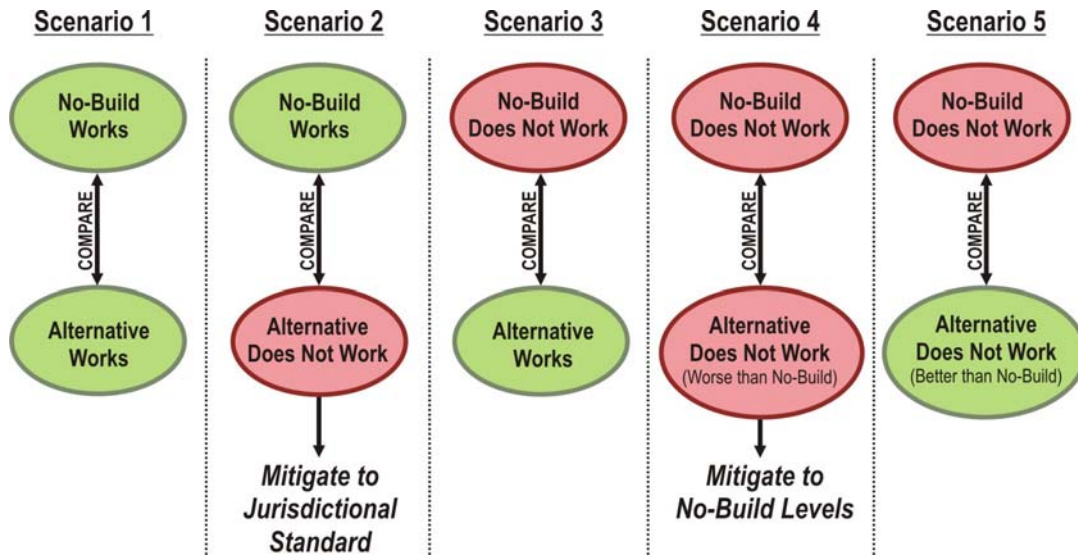 Scenario 1
No-Build
Works
COMPARE
Alternative
Works
Scenario 2
No-Build
Works
COMPARE
Alternative
Does Not Work
Mitigate to
Jurisdictional
Standard
Scenario 3
No-Build
Does Not Work
COMPARE
Alternative
Works
Scenario 4
No-Build
Does Not Work
COMPARE
Alternative
Does Not Work
(Worse than No-Build)
Mitigate to
No-Build Levels
Scenario 5
No-Build
Does Not Work
COMPARE
Alternative
Does Not Work
(Better than No-Build)